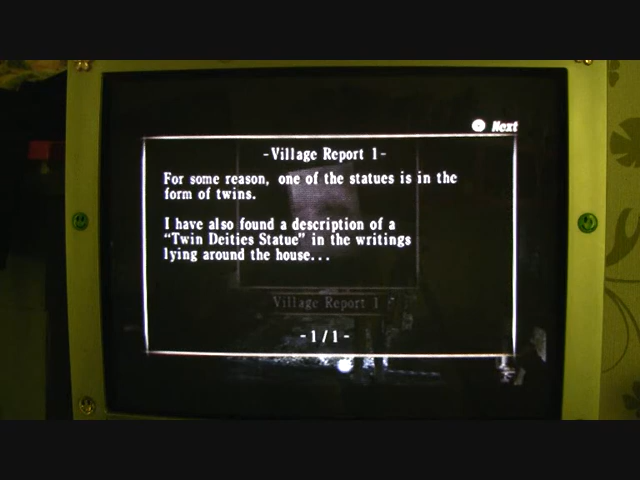 Next
-Village Report 1-
For some reason, one of the statues is in the
form of twins.
I have also found a description of a
“Twin Deities Statue” in the writings
lying around the house...
Village Report 1
-1/1-